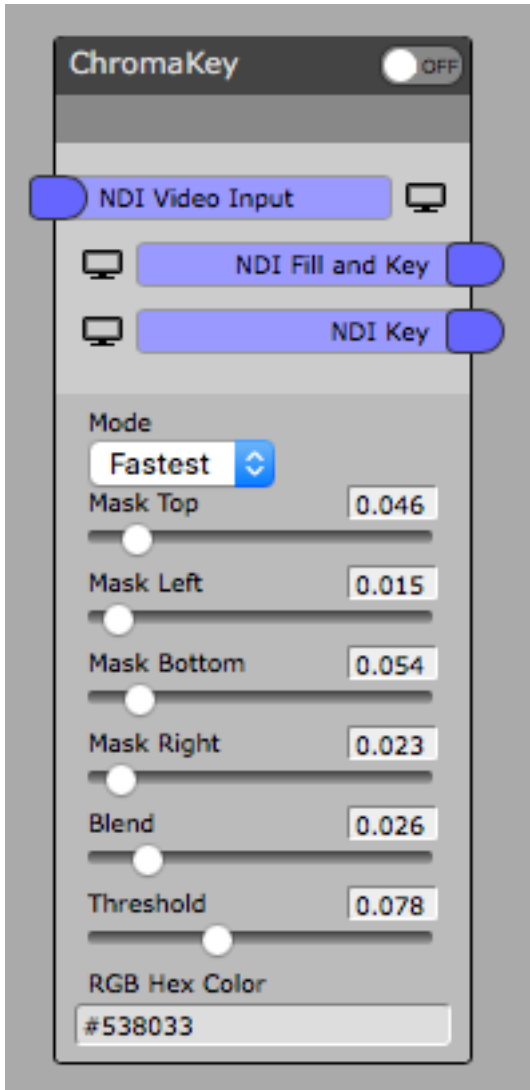 ChromaKey OFF
NDI Video Input
NDI Fill and Key
NDI Key
Mode
Fastest
Mask Top 0.046
Mask Left 0.015
Mask Bottom 0.054
Mask Right 0.023
Blend 0.026
Threshold 0.078
RGB Hex Color
#538033